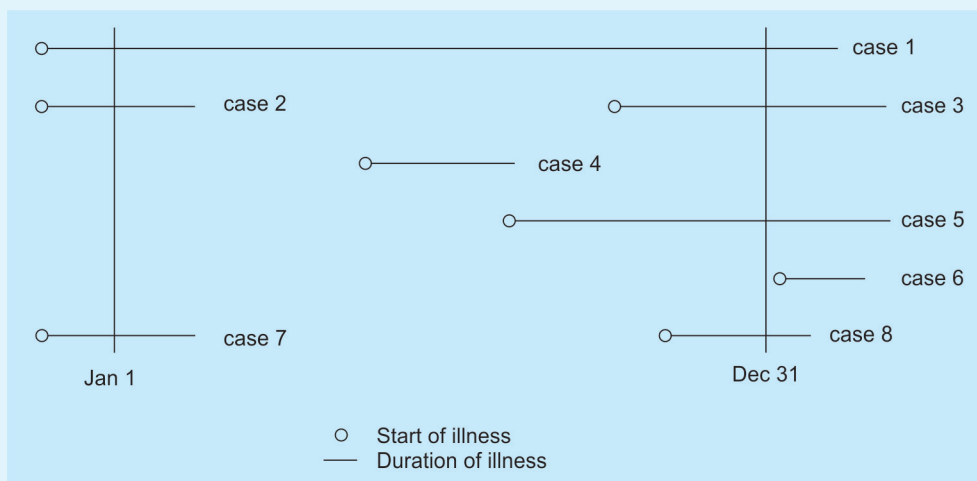 case 1
case 2
case 3
case 4
case 5
case 6
case 7
case 8
Jan 1
Dec 31
Start of illness
Duration of illness